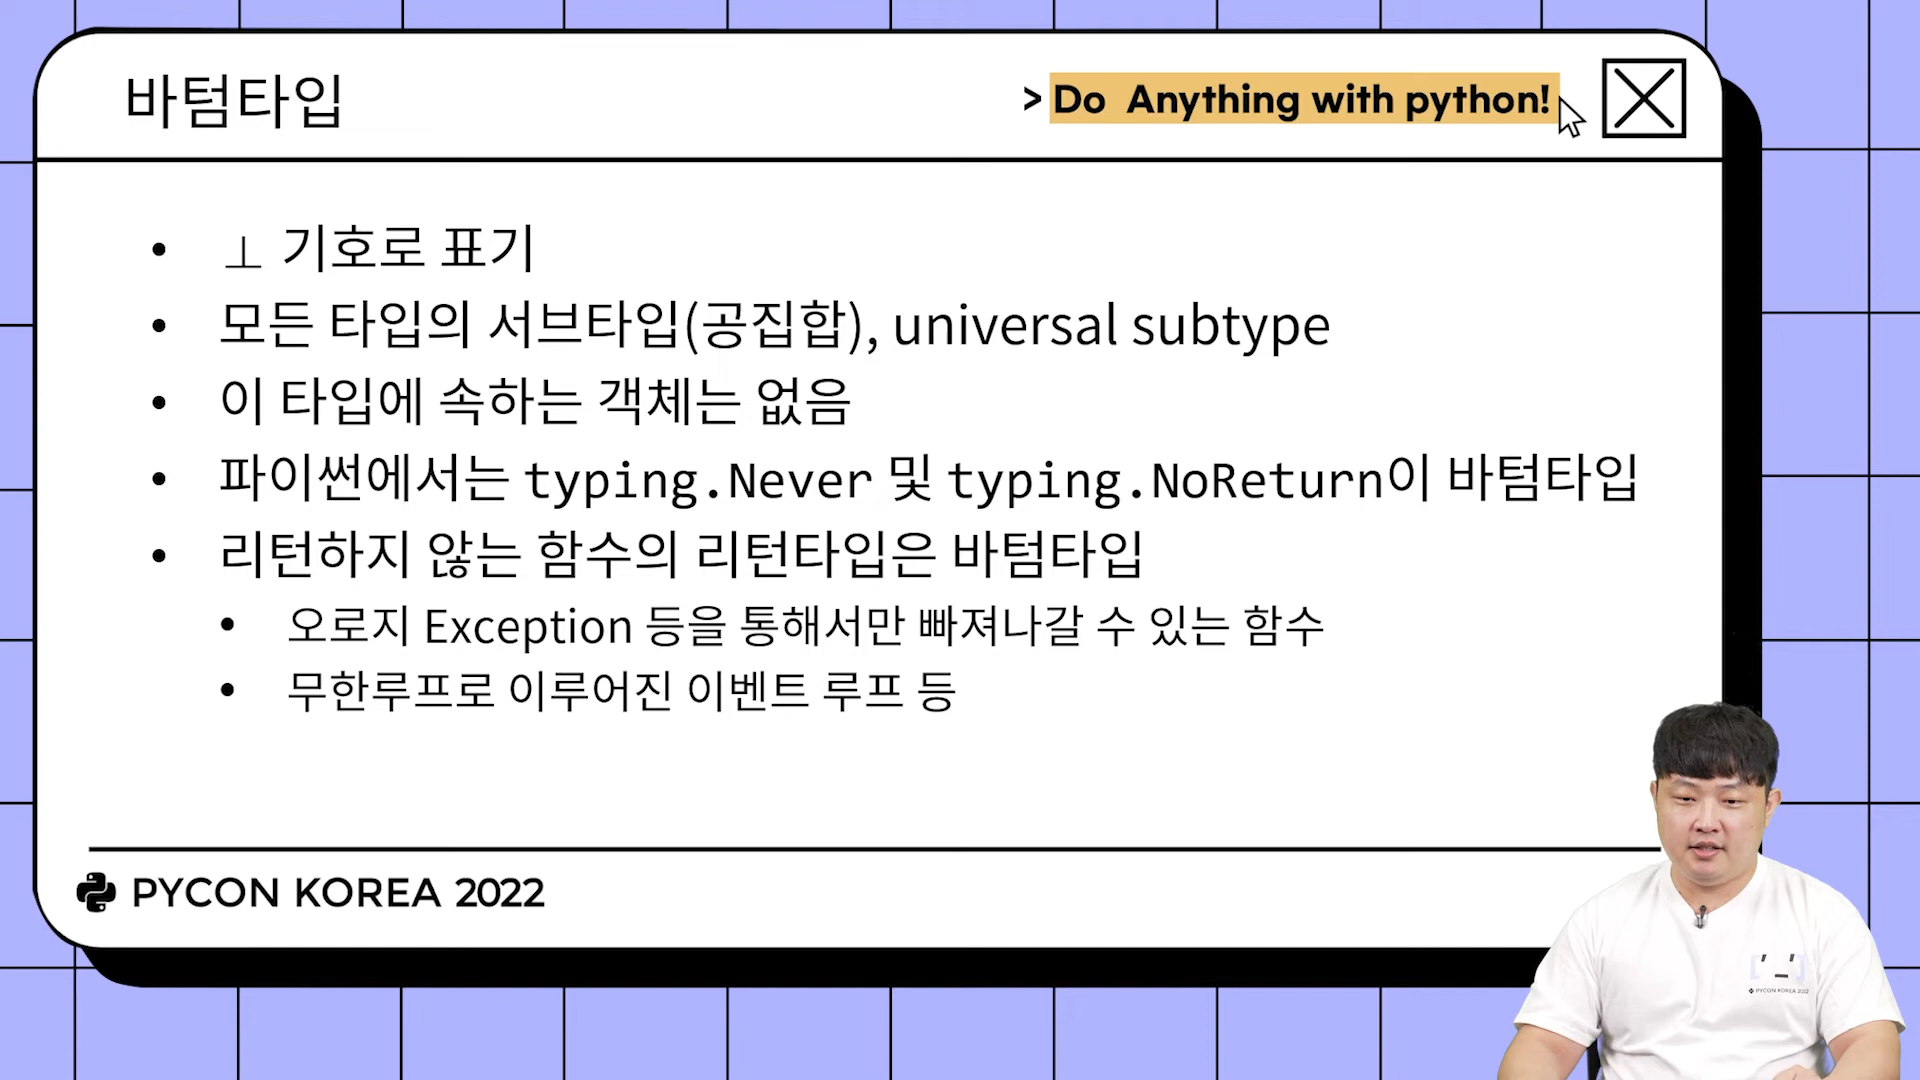 바텀타입
> Do Anything with python!
• ⊥ 기호로 표기
• 모든 타입의 서브타입(공집합), universal subtype
• 이 타입에 속하는 객체는 없음
• 파이썬에서는 typing.Never 및 typing.NoReturn이 바텀타입
• 리턴하지 않는 함수의 리턴타입은 바텀타입
• 오로지 Exception 등을 통해서만 빠져나갈 수 있는 함수
• 무한루프로 이루어진 이벤트 루프 등
PYCON KOREA 2022
['_']
PYCON KOREA 2022